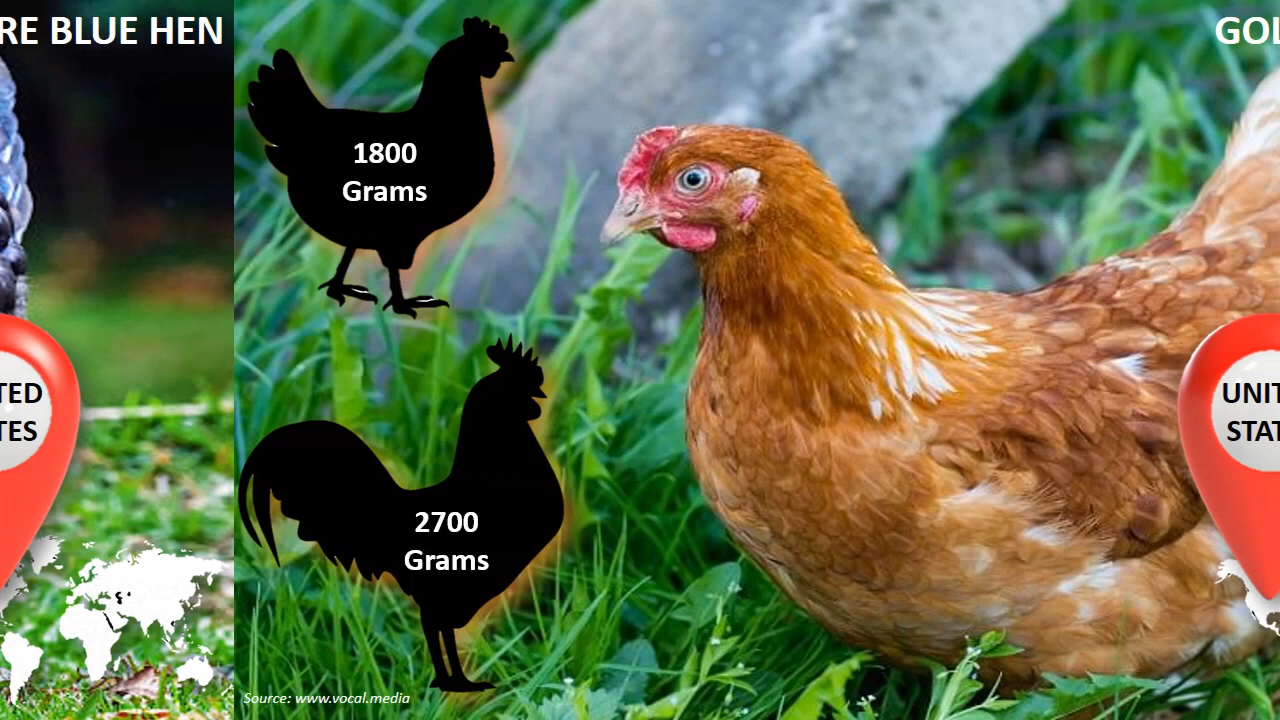 RE BLUE HEN
GOL
1800
Grams
TED
TES
UNIT
STAT
2700
Grams
Source: www.vocal.media